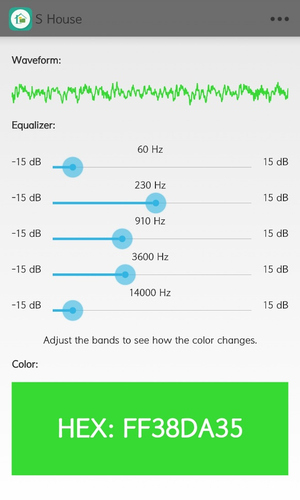 S House
Waveform:
Equalizer:
60 Hz
-15 dB 15 dB
230 Hz
-15 dB 15 dB
910 Hz
-15 dB 15 dB
3600 Hz
-15 dB 15 dB
14000 Hz
-15 dB 15 dB
Adjust the bands to see how the color changes.
Color:
HEX: FF38DA35